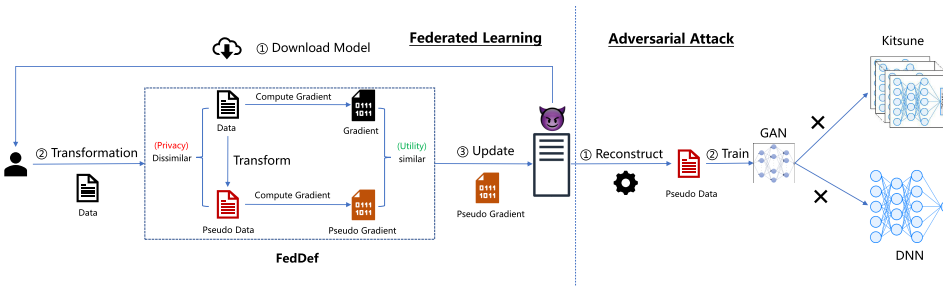 Federated Learning
① Download Model
② Transformation
Data
(Privacy)
Dissimilar
Data
Compute Gradient
0111
1011
Gradient
Transform
(Utility)
similar
Pseudo Data
Compute Gradient
0111
1011
Pseudo Gradient
FedDef
③ Update
0111
1011
Pseudo Gradient
Adversarial Attack
① Reconstruct
Pseudo Data
② Train
GAN
Kitsune
DNN